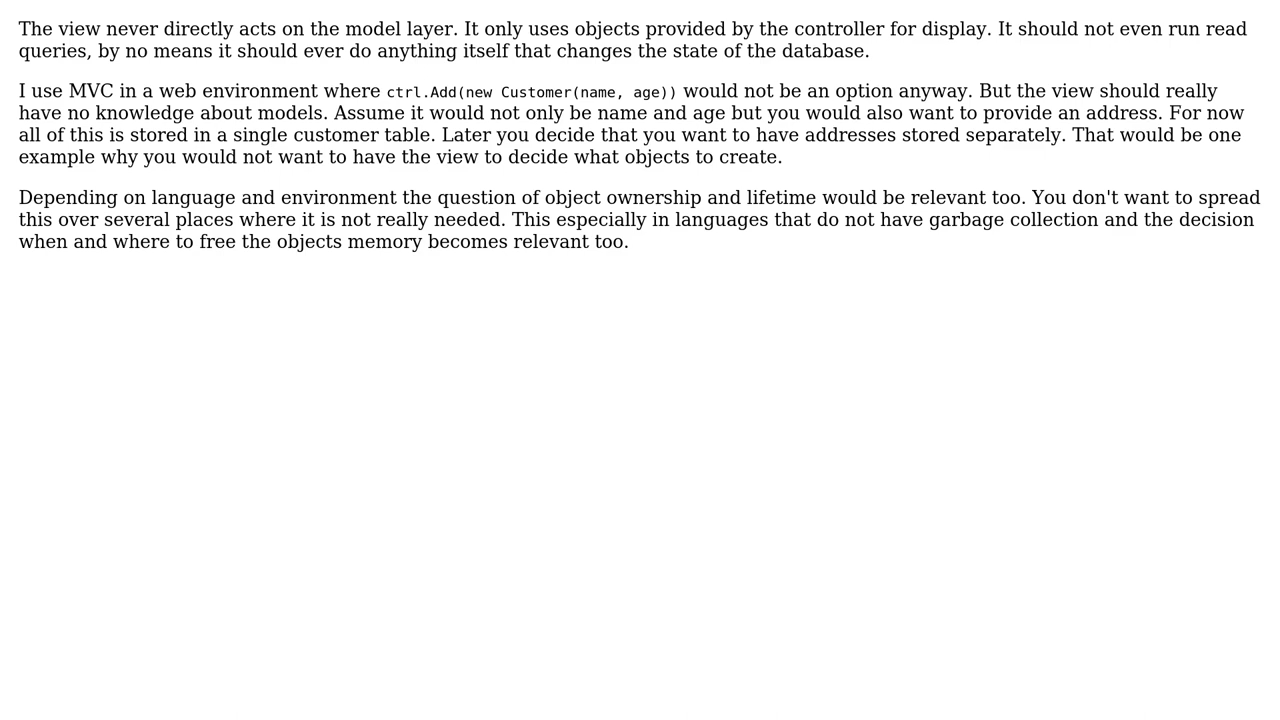 The view never directly acts on the model layer. It only uses objects provided by the controller for display. It should not even run read
queries, by no means it should ever do anything itself that changes the state of the database.
I use MVC in a web environment where ctrl.Add(new Customer(name, age)) would not be an option anyway. But the view should really
have no knowledge about models. Assume it would not only be name and age but you would also want to provide an address. For now
all of this is stored in a single customer table. Later you decide that you want to have addresses stored separately. That would be one
example why you would not want to have the view to decide what objects to create.
Depending on language and environment the question of object ownership and lifetime would be relevant too. You don't want to spread
this over several places where it is not really needed. This especially in languages that do not have garbage collection and the decision
when and where to free the objects memory becomes relevant too.